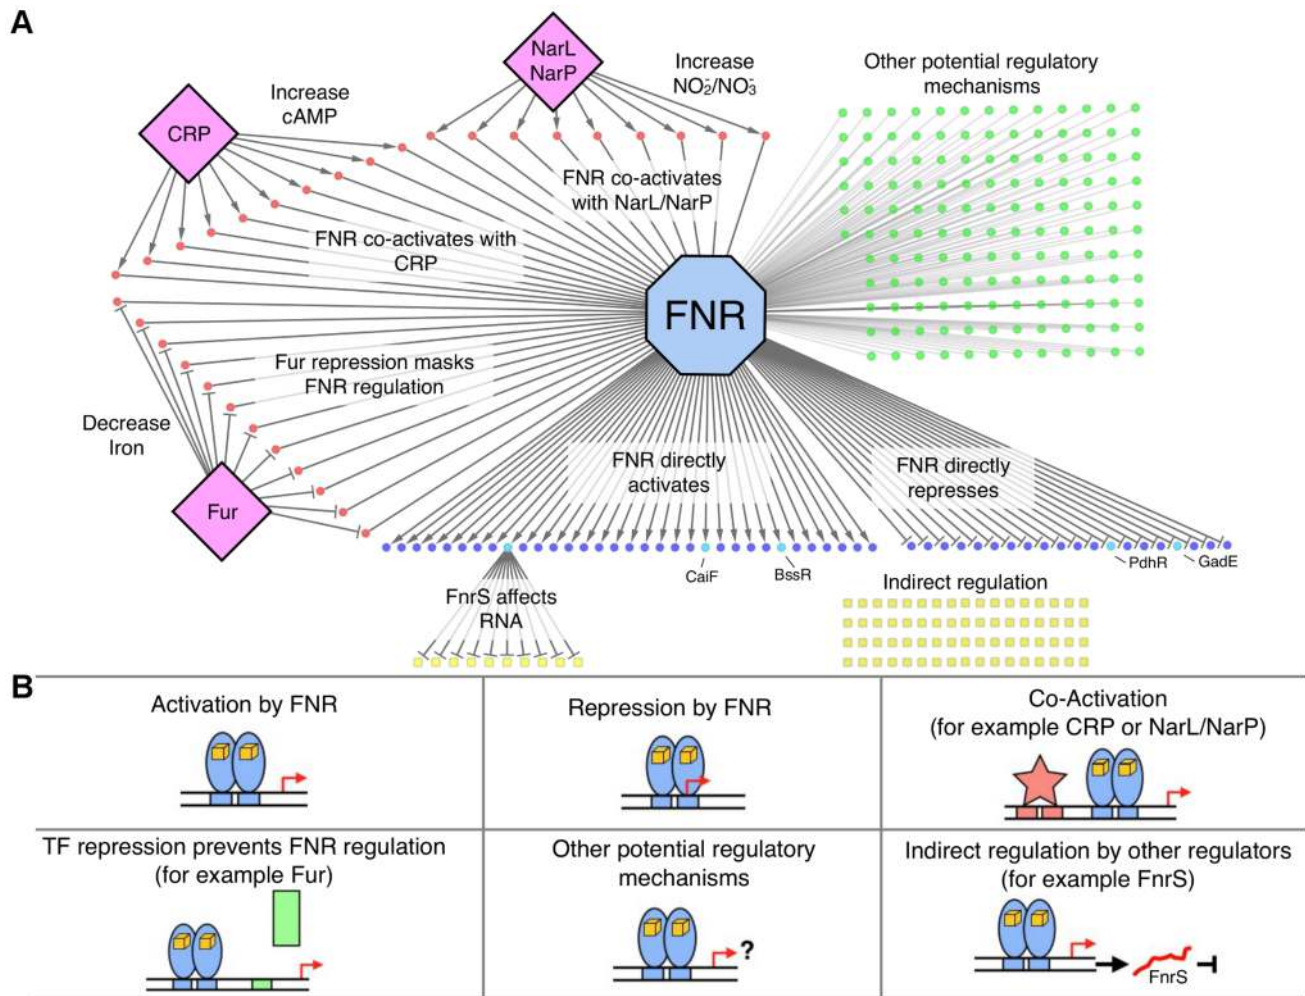 A
NarL
NarP
Increase
NO₂⁻/NO₃⁻
Other potential regulatory
mechanisms
Increase
cAMP
CRP
FNR co-activates
with NarL/NarP
FNR co-activates with
CRP
FNR
Fur repression masks
FNR regulation
Decrease
Iron
Fur
FNR directly
activates
FNR directly
represses
CaiF
BssR
PdhR
GadE
FnrS affects
RNA
Indirect regulation
B
Activation by FNR
Repression by FNR
Co-Activation
(for example CRP or NarL/NarP)
TF repression prevents FNR regulation
(for example Fur)
Other potential regulatory
mechanisms
?
Indirect regulation by other regulators
(for example FnrS)
FnrS